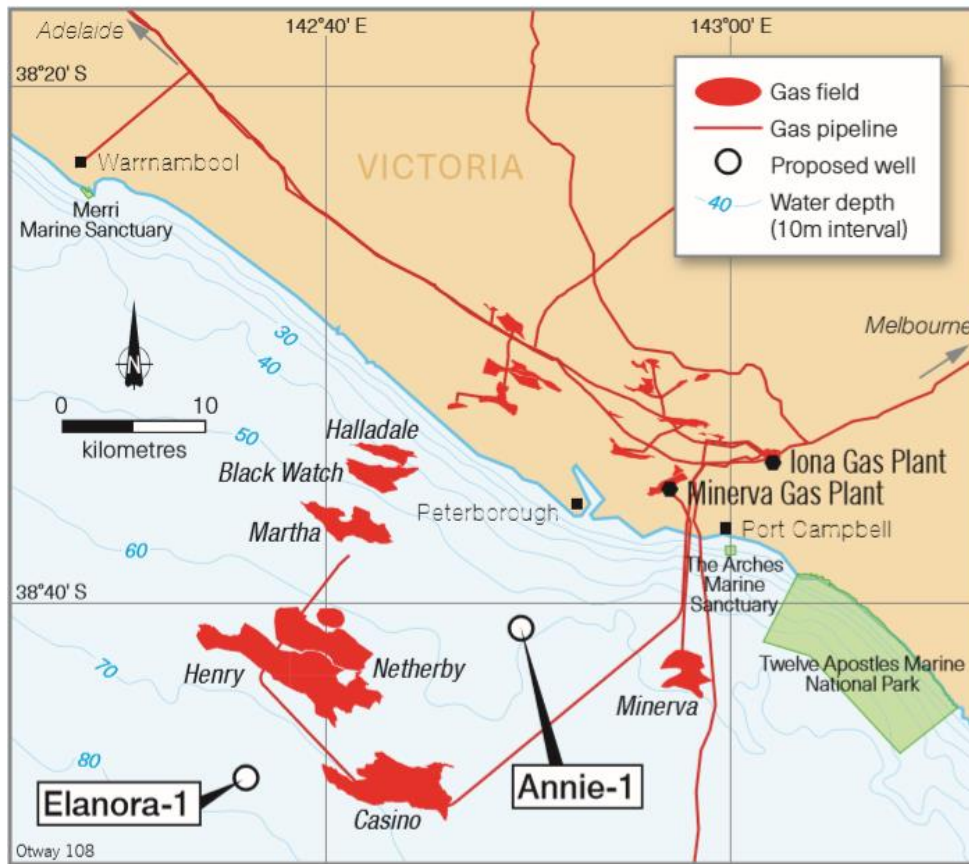 142°40' E
143°00' E
Adelaide
38°20' S
Gas field
Gas pipeline
Proposed well
40
Water depth
(10m interval)
Warrnambool
VICTORIA
Merri
Marine Sanctuary
N
30
40
Melbourne
0
10
kilometres
50
Halladale
Black Watch
Iona Gas Plant
Minerva Gas Plant
Peterborough
Martha
Port Campbell
60
The Arches
Marine
Sanctuary
38°40' S
70
Henry
Netherby
Minerva
Twelve Apostles Marine
National Park
80
Elanora-1
Annie-1
Casino
Otway 108